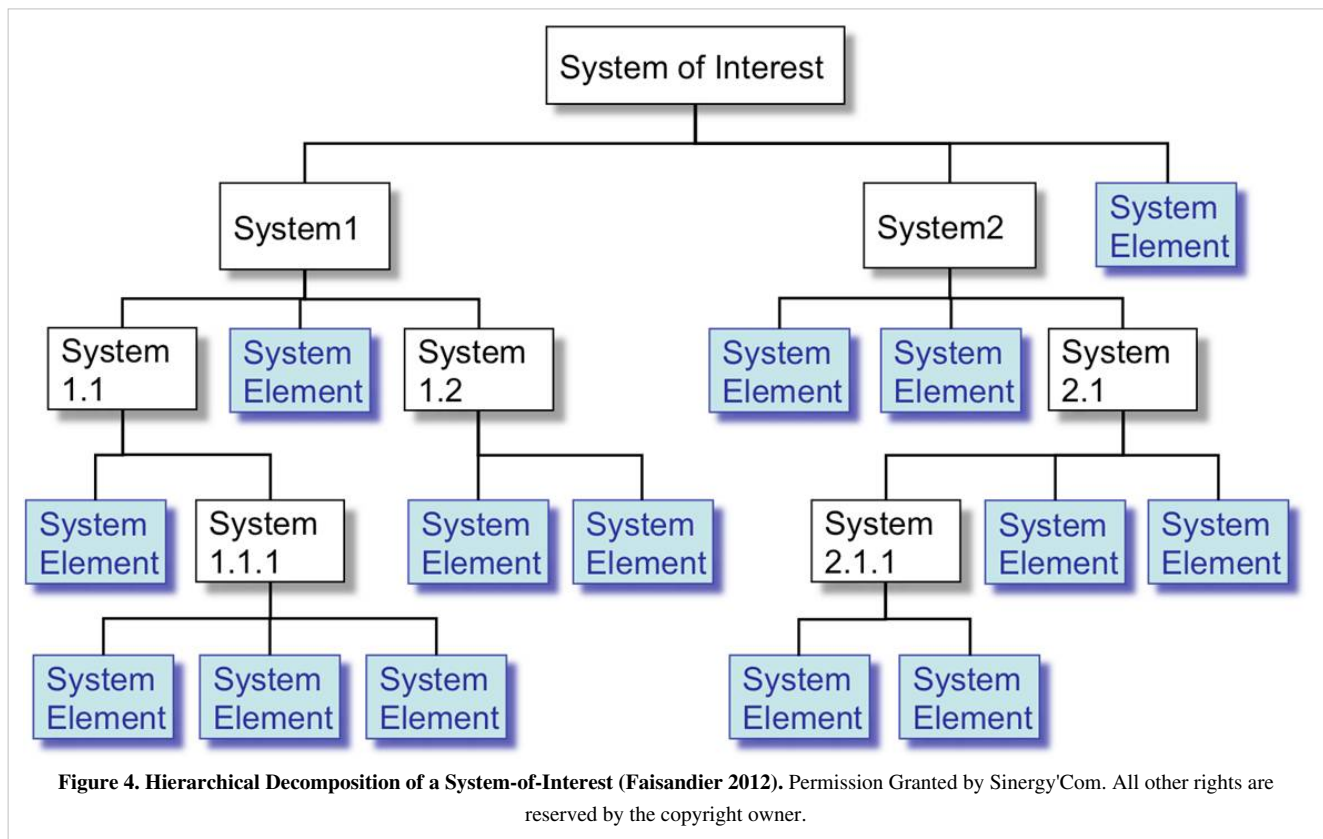 System of Interest
System1
System2
System
Element
System
1.1
System
Element
System
1.2
System
Element
System
Element
System
2.1
System
Element
System
1.1.1
System
Element
System
Element
System
2.1.1
System
Element
System
Element
System
Element
System
Element
System
Element
System
Element
System
Element
Figure 4. Hierarchical Decomposition of a System-of-Interest (Faisandier 2012). Permission Granted by Sinergy'Com. All other rights are
reserved by the copyright owner.